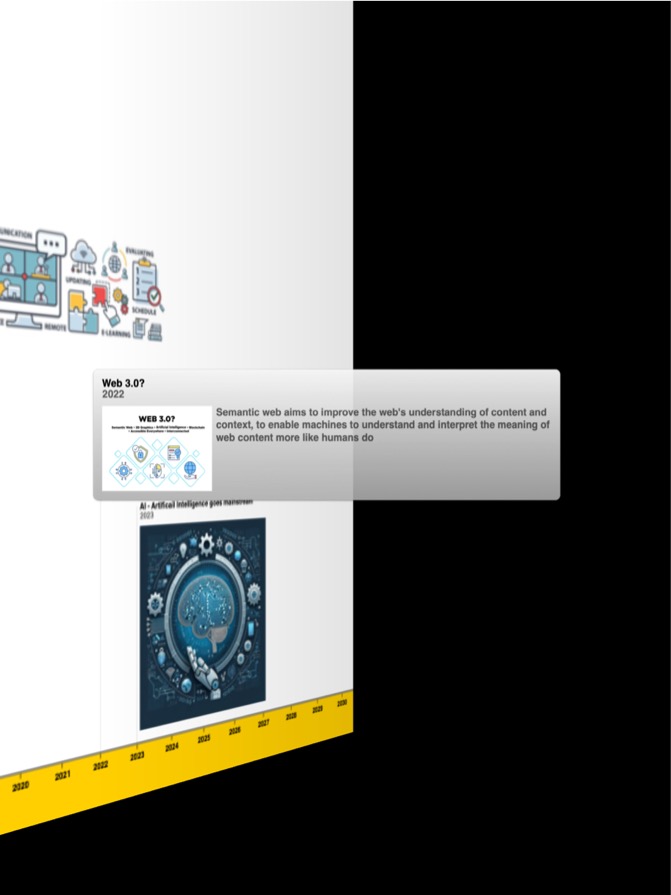 UNICATION
EVALUATING
UPDATING
SCHEDULE
REMOTE
E-LEARNING
Web 3.0?
2022
WEB 3.0?
Semantic Web • 3D Graphics • Artificial Intelligence • Blockchain
• Accessible Everywhere • Interconnected
Semantic web aims to improve the web's understanding of content and
context, to enable machines to understand and interpret the meaning of
web content more like humans do
AI - Artificail intelligence goes mainstream
2023
2020
2021
2022
2023
2024
2025
2026
2027
2028
2029
2030